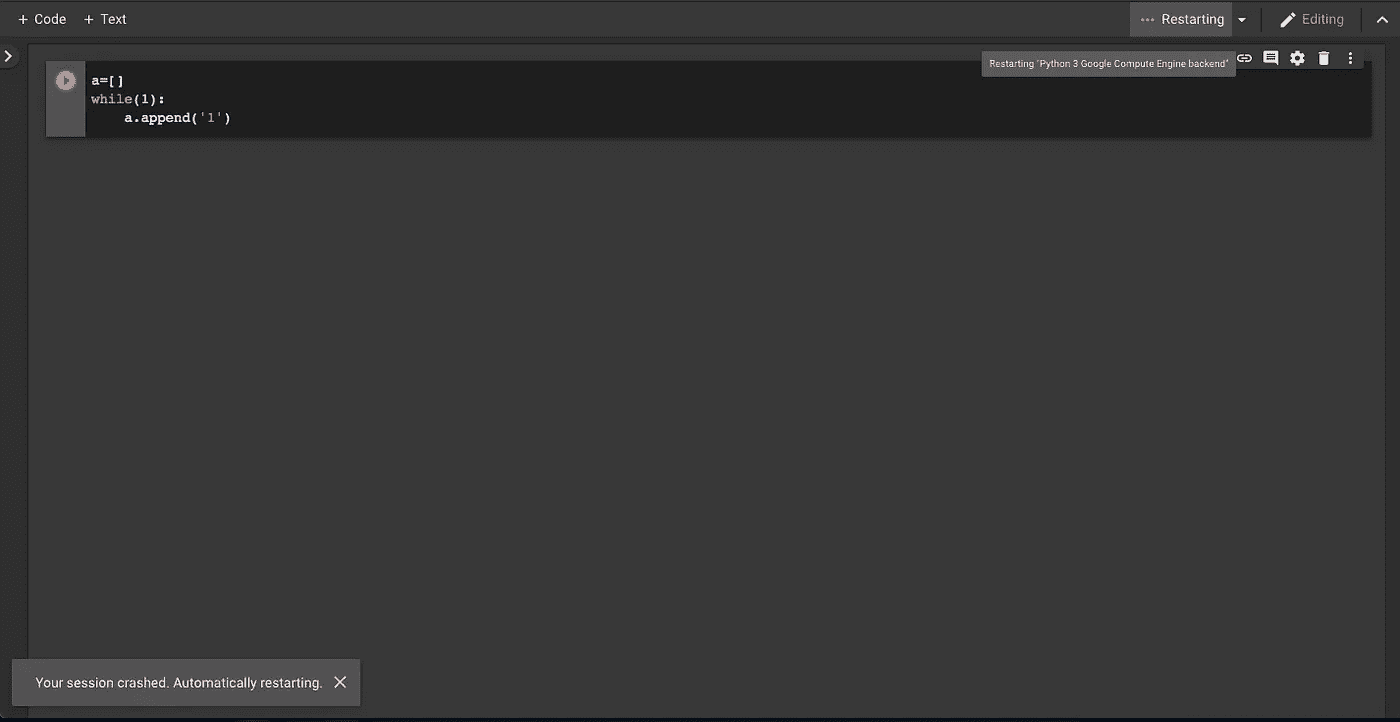 + Code + Text
Restarting
Editing
Restarting "Python 3 Google Compute Engine backend"
a=[]
while(1):
    a.append('1')
Your session crashed. Automatically restarting.